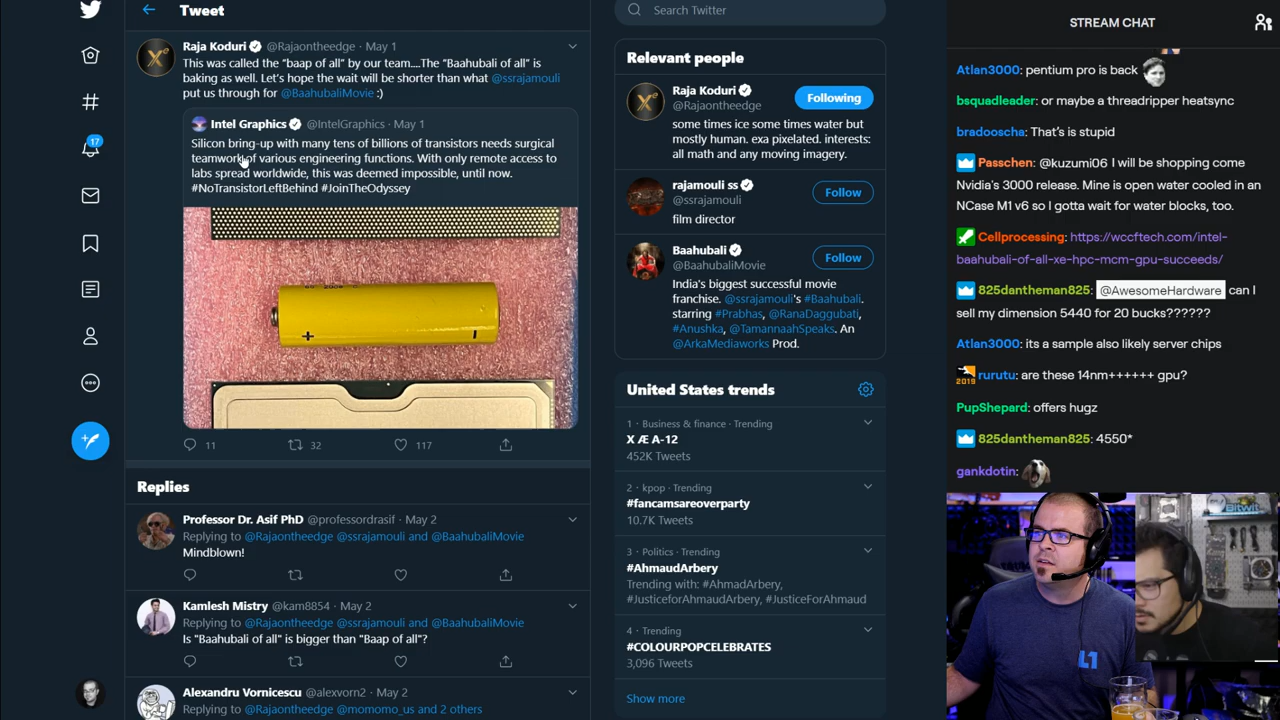 Tweet
Raja Koduri @Rajaontheedge · May 1
This was called the “baap of all” by our team....The “Baahubali of all” is
baking as well. Let’s hope the wait will be shorter than what @ssrajamouli
put us through for @BaahubaliMovie :)
Intel Graphics @IntelGraphics · May 1
Silicon bring-up with many tens of billions of transistors needs surgical
teamwork of various engineering functions. With only remote access to
labs spread worldwide, this was deemed impossible, until now.
#NoTransistorLeftBehind #JoinTheOdyssey
+
11
32
117
Replies
Professor Dr. Asif PhD @professordrasif · May 2
Replying to @Rajaontheedge @ssrajamouli and @BaahubaliMovie
Mindblown!
Kamlesh Mistry @kam8854 · May 2
Replying to @Rajaontheedge @ssrajamouli and @BaahubaliMovie
Is "Baahubali of all" is bigger than "Baap of all"?
Alexandru Vornicescu @alexvorn2 · May 2
Replying to @Rajaontheedge @momomo_us and 2 others
17
Search Twitter
Relevant people
Raja Koduri
@Rajaontheedge
Following
some times ice some times water but
mostly human. exa pixelated. interests:
all math and any moving imagery.
rajamouli ss
@ssrajamouli
Follow
film director
Baahubali
@BaahubaliMovie
Follow
India's biggest successful movie
franchise. @ssrajamouli's #Baahubali.
starring #Prabhas, @RanaDaggubati,
#Anushka, @TamannaahSpeaks. An
@ArkaMediaworks Prod.
United States trends
1 · Business & finance · Trending
X Æ A-12
452K Tweets
2 · kpop · Trending
#fancamsareoverparty
10.7K Tweets
3 · Politics · Trending
#AhmaudArbery
Trending with: #AhmadArbery,
#JusticeforAhmaudArbery, #JusticeForAhmaud
4 · Trending
#COLOURPOPCELEBRATES
3,096 Tweets
Show more
STREAM CHAT
Atlan3000: pentium pro is back
bsquadleader: or maybe a threadripper heatsync
bradooscha: That's is stupid
Passchen: @kuzumi06 I will be shopping come
Nvidia's 3000 release. Mine is open water cooled in an
NCase M1 v6 so I gotta wait for water blocks, too.
Cellprocessing: https://wccftech.com/intel-
baahubali-of-all-xe-hpc-mcm-gpu-succeeds/
825dantheman825: @AwesomeHardware can I
sell my dimension 5440 for 20 bucks??????
Atlan3000: its a sample also likely server chips
2019 rurutu: are these 14nm++++++ gpu?
PupShepard: offers hugz
825dantheman825: 4550*
gankdotin:
Bitwit
L1